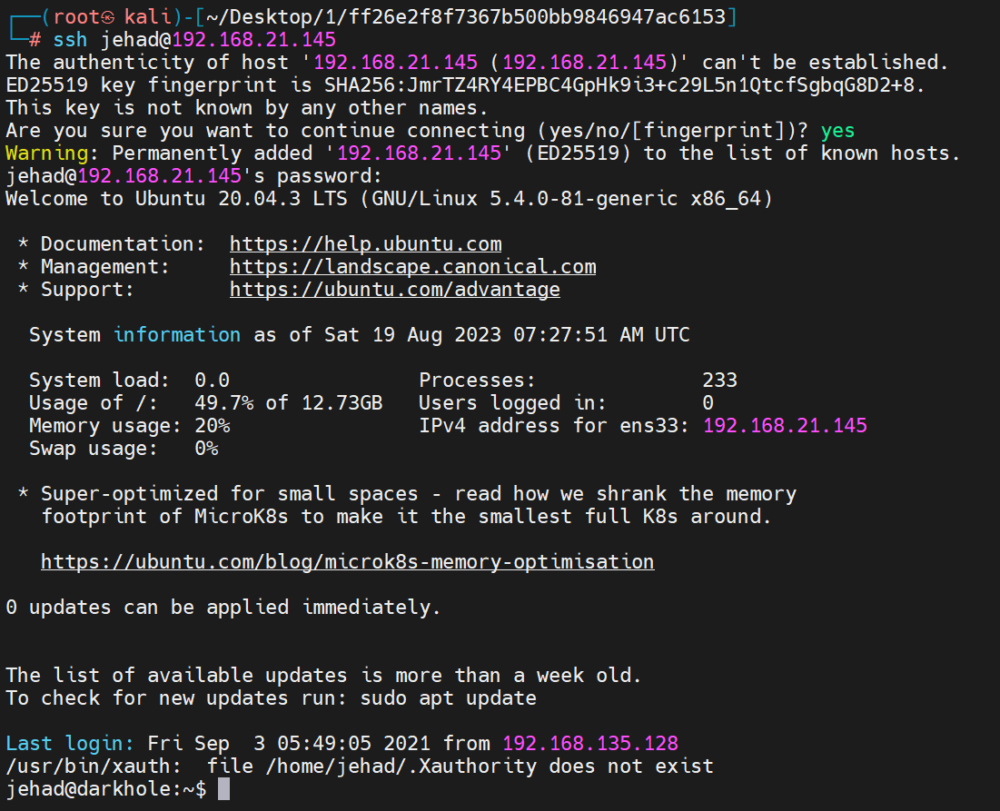 ┌──(root㉿kali)-[~/Desktop/1/ff26e2f8f7367b500bb9846947ac6153]
└─# ssh jehad@192.168.21.145
The authenticity of host '192.168.21.145 (192.168.21.145)' can't be established.
ED25519 key fingerprint is SHA256:JmrTZ4RY4EPBC4GpHk9i3+c29L5n1QtcfSgbqG8D2+8.
This key is not known by any other names.
Are you sure you want to continue connecting (yes/no/[fingerprint])? yes
Warning: Permanently added '192.168.21.145' (ED25519) to the list of known hosts.
jehad@192.168.21.145's password:
Welcome to Ubuntu 20.04.3 LTS (GNU/Linux 5.4.0-81-generic x86_64)

 * Documentation:  https://help.ubuntu.com
 * Management:     https://landscape.canonical.com
 * Support:        https://ubuntu.com/advantage

  System information as of Sat 19 Aug 2023 07:27:51 AM UTC

  System load:  0.0                Processes:              233
  Usage of /:   49.7% of 12.73GB   Users logged in:        0
  Memory usage: 20%                IPv4 address for ens33: 192.168.21.145
  Swap usage:   0%

 * Super-optimized for small spaces - read how we shrank the memory
   footprint of MicroK8s to make it the smallest full K8s around.

   https://ubuntu.com/blog/microk8s-memory-optimisation

0 updates can be applied immediately.


The list of available updates is more than a week old.
To check for new updates run: sudo apt update

Last login: Fri Sep  3 05:49:05 2021 from 192.168.135.128
/usr/bin/xauth:  file /home/jehad/.Xauthority does not exist
jehad@darkhole:~$